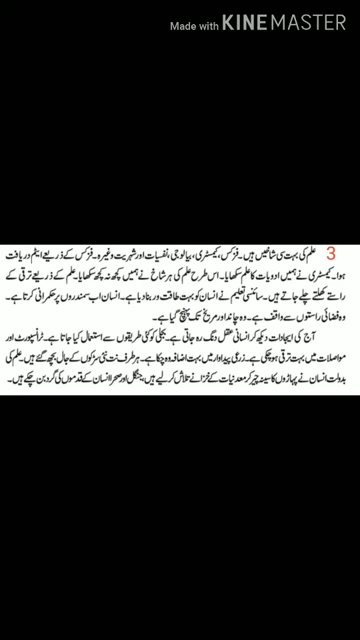 Made with KINEMASTER
3 علم کی بہت سی شاخیں ہیں۔ فزکس، کیمسٹری، بیالوجی، نفسیات اور شہریت وغیرہ۔ فزکس کے ذریعے ایٹم دریافت
ہوا۔ کیمسٹری نے ہمیں ادویات کا علم سکھایا۔ اس طرح علم کی ہر شاخ نے ہمیں کچھ نہ کچھ سکھایا۔ علم کے ذریعے ترقی کے
راستے کھلتے چلے جاتے ہیں۔ سائنسی تعلیم نے انسان کو بہت طاقت ور بنا دیا ہے۔ انسان اب سمندروں پر حکمرانی کرتا ہے۔
وہ فضائی راستوں سے واقف ہے۔ وہ چاند اور مریخ تک پہنچ گیا ہے۔
آج کی ایجادات دیکھ کر انسانی عقل دنگ رہ جاتی ہے۔ بجلی کو کئی طریقوں سے استعمال کیا جاتا ہے۔ ٹرانسپورٹ اور
مواصلات میں بہت ترقی ہو چکی ہے۔ زرعی پیداوار میں بہت اضافہ ہو چکا ہے۔ ہر طرف نت نئی سڑکوں کے جال بچھ گئے ہیں۔ علم کی
بدولت انسان نے پہاڑوں کا سینہ چیر کر معدنیات کے خزانے تلاش کر لیے ہیں، جنگل اور صحرا انسان کے قدموں کی گرد بن چکے ہیں۔